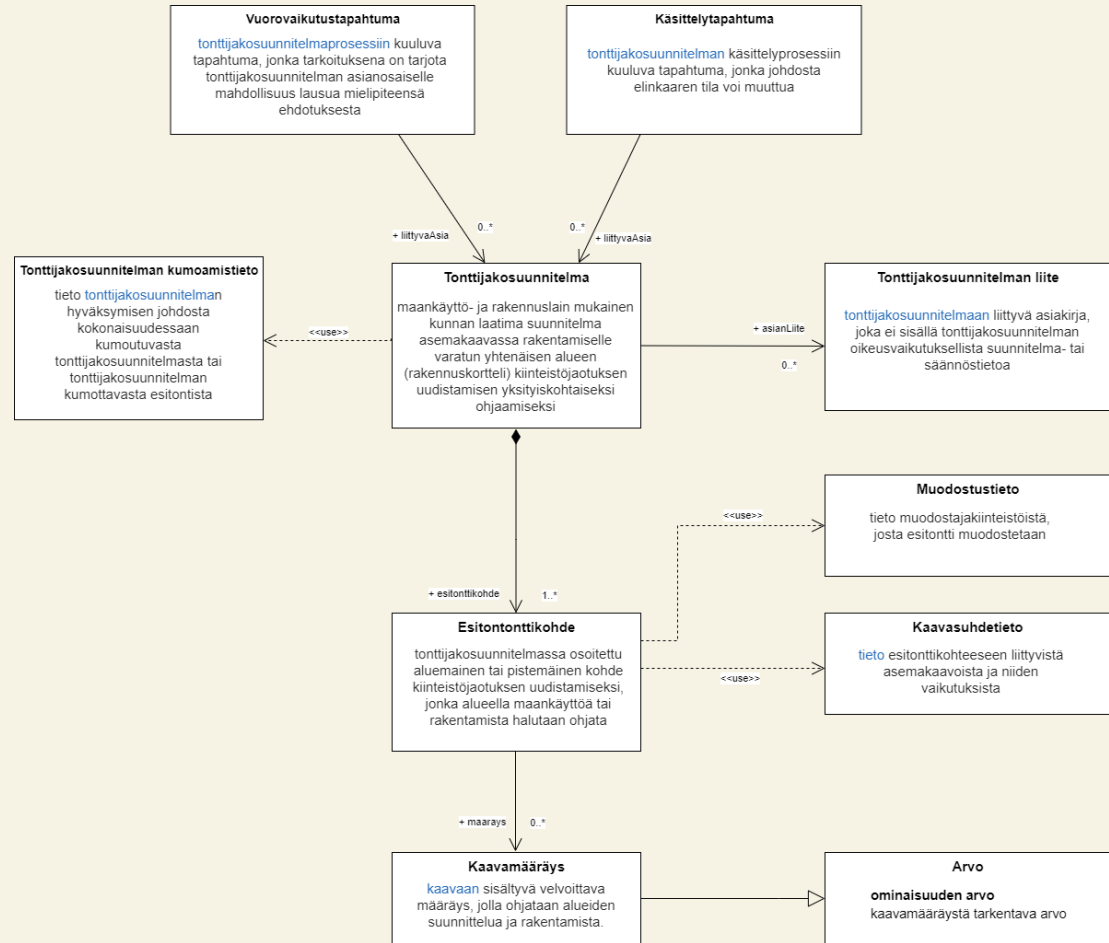 Vuorovaikutustapahtuma
tonttijakosuunnitelmaprosessiin kuuluva
tapahtuma, jonka tarkoituksena on tarjota
tonttijakosuunnitelman asianosaiselle
mahdollisuus lausua mielipiteensä
ehdotuksesta
Käsittelytapahtuma
tonttijakosuunnitelman käsittelyprosessiin
kuuluva tapahtuma, jonka johdosta
elinkaaren tila voi muuttua
+ liittyvaAsia
0..*
0..*
+ liittyvaAsia
Tonttijakosuunnitelman kumoamistieto
tieto tonttijakosuunnitelman
hyväksymisen johdosta
kokonaisuudessaan
kumoutuvasta
tonttijakosuunnitelmasta tai
tonttijakosuunnitelman
kumottavasta esitontista
<<use>>
Tonttijakosuunnitelma
maankäyttö- ja rakennuslain mukainen
kunnan laatima suunnitelma
asemakaavassa rakentamiselle
varatun yhtenäisen alueen
(rakennuskortteli) kiinteistöjaotuksen
uudistamisen yksityiskohtaiseksi
ohjaamiseksi
+ asianLiite
0..*
Tonttijakosuunnitelman liite
tonttijakosuunnitelmaan liittyvä asiakirja,
joka ei sisällä tonttijakosuunnitelman
oikeusvaikutuksellista suunnitelma- tai
säännöstietoa
Muodostustieto
tieto muodostajakiinteistöistä,
josta esitontti muodostetaan
<<use>>
+ esitonttikohde
1..*
Esitontonttikohde
tonttijakosuunnitelmassa osoitettu
aluemainen tai pistemäinen kohde
kiinteistöjaotuksen uudistamiseksi,
jonka alueella maankäyttöä tai
rakentamista halutaan ohjata
<<use>>
Kaavasuhdetieto
tieto esitonttikohteeseen liittyvistä
asemakaavoista ja niiden
vaikutuksista
+ maarays
0..*
Kaavamääräys
kaavaan sisältyvä velvoittava
määräys, jolla ohjataan alueiden
suunnittelua ja rakentamista.
Arvo
ominaisuuden arvo
kaavamääräystä tarkentava arvo